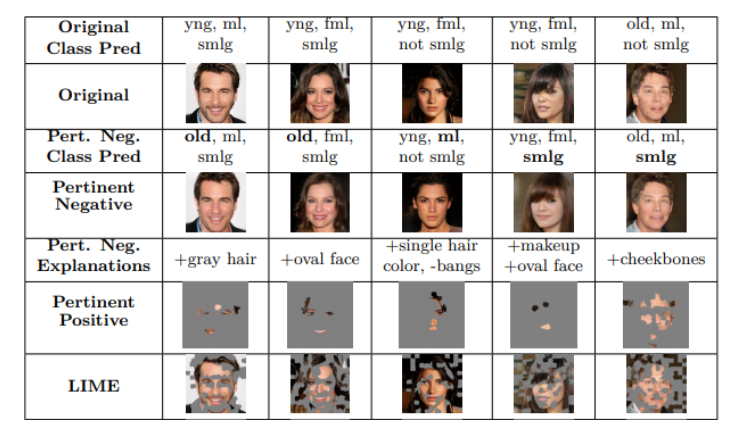 Original Class Pred
yng, ml, smlg
yng, fml, smlg
yng, fml, not smlg
yng, fml, not smlg
old, ml, not smlg
Original
Pert. Neg. Class Pred
old, ml, smlg
old, fml, smlg
yng, ml, not smlg
yng, fml, smlg
old, ml, smlg
Pertinent Negative
Pert. Neg. Explanations
+gray hair
+oval face
+single hair color, -bangs
+makeup +oval face
+cheekbones
Pertinent Positive
LIME